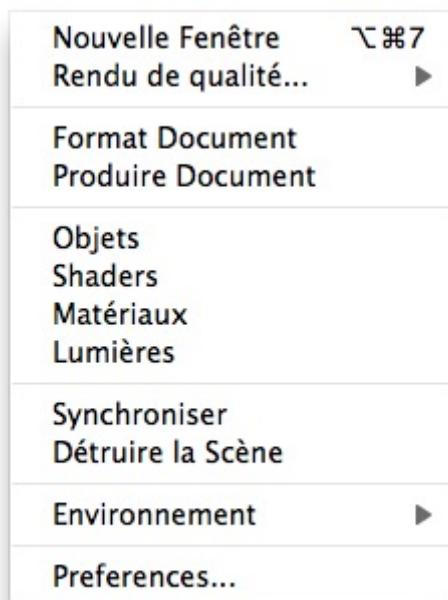 Nouvelle Fenêtre ⌥⌘7
Rendu de qualité...
Format Document
Produire Document
Objets
Shaders
Matériaux
Lumières
Synchroniser
Détruire la Scène
Environnement
Preferences...